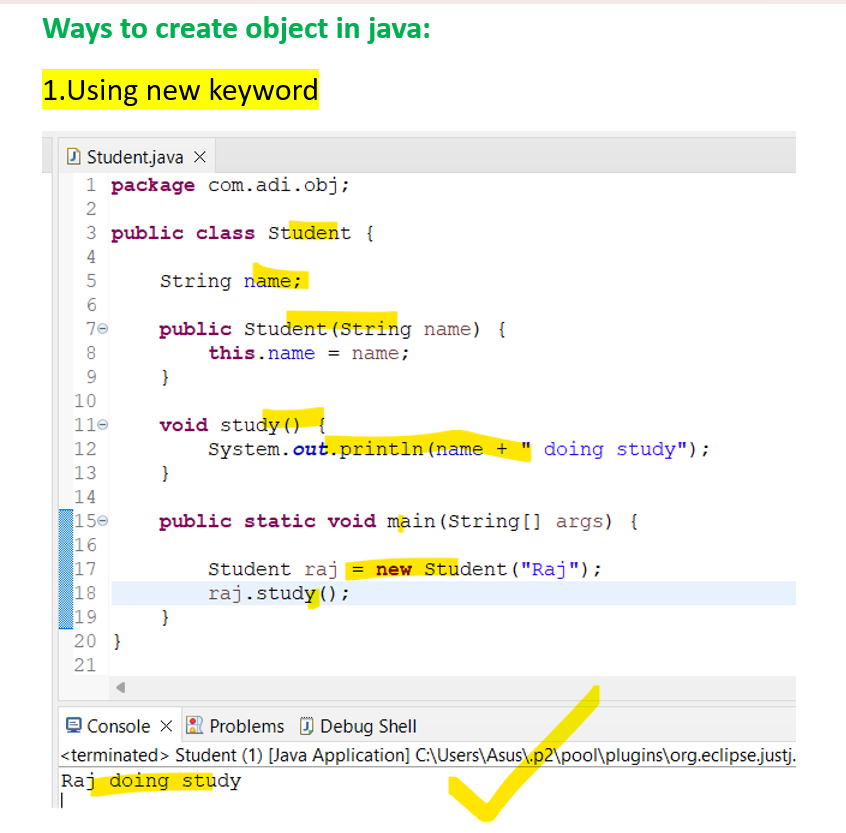 Ways to create object in java:
1.Using new keyword
Student.java
1 package com.adi.obj;
2
3 public class Student {
4
5 String name;
6
7 public Student(String name) {
8 this.name = name;
9 }
10
11 void study() {
12 System.out.println(name + " doing study");
13 }
14
15 public static void main(String[] args) {
16
17 Student raj = new Student("Raj");
18 raj.study();
19 }
20 }
21
Console Problems Debug Shell
<terminated> Student (1) [Java Application] C:\Users\Asus\.p2\pool\plugins\org.eclipse.justj.
Raj doing study